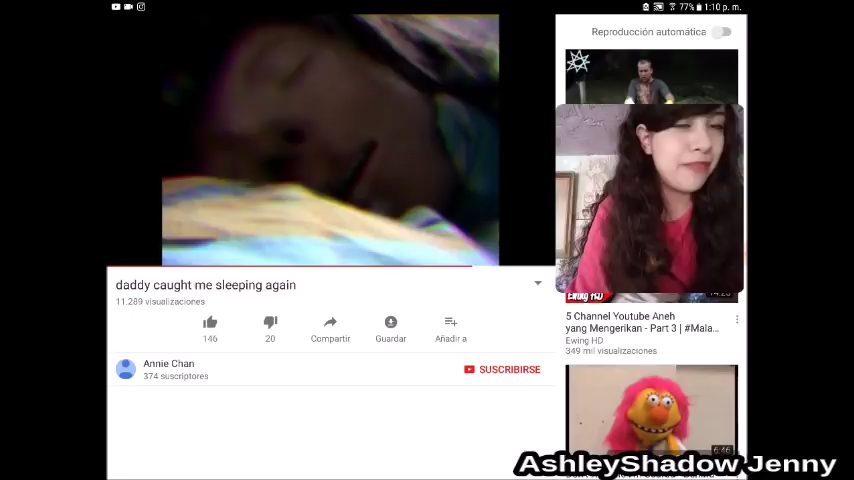 77% 1:10 p. m.
Reproducción automática
daddy caught me sleeping again
11,289 visualizaciones
146
20
Compartir
Guardar
Añadir a
Annie Chan
374 suscriptores
SUSCRIBIRSE
Ewing HD
5 Channel Youtube Aneh
yang Mengerikan - Part 3 | #Mala...
Ewing HD
349 mil visualizaciones
6:46
AshleyShadow Jenny